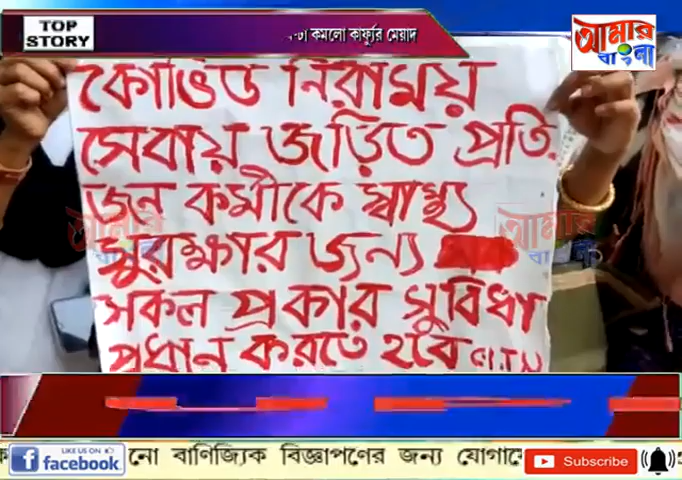 TOP
STORY
কমলো কার্ফ্যুর মেয়াদ
আমার
বাংলা
কোভিড নিরাময়
সেবায় জড়িত প্রতি
জন কর্মীকে স্বাস্থ্য
সুরক্ষার জন্য
সকল প্রকার সুবিধা
প্রধান করতে হবে
LIKE US ON
facebook
নো বাণিজ্যিক বিজ্ঞাপণের জন্য যোগাযো
Subscribe